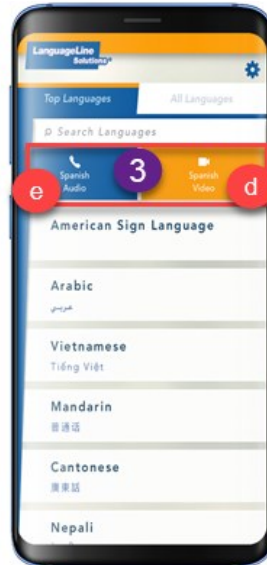 LanguageLine
Solutions
Top Languages All Languages
Search Languages
Spanish
Audio
Spanish
Video
e 3 d
American Sign Language
Arabic
عربي
Vietnamese
Tiếng Việt
Mandarin
普通话
Cantonese
廣東話
Nepali